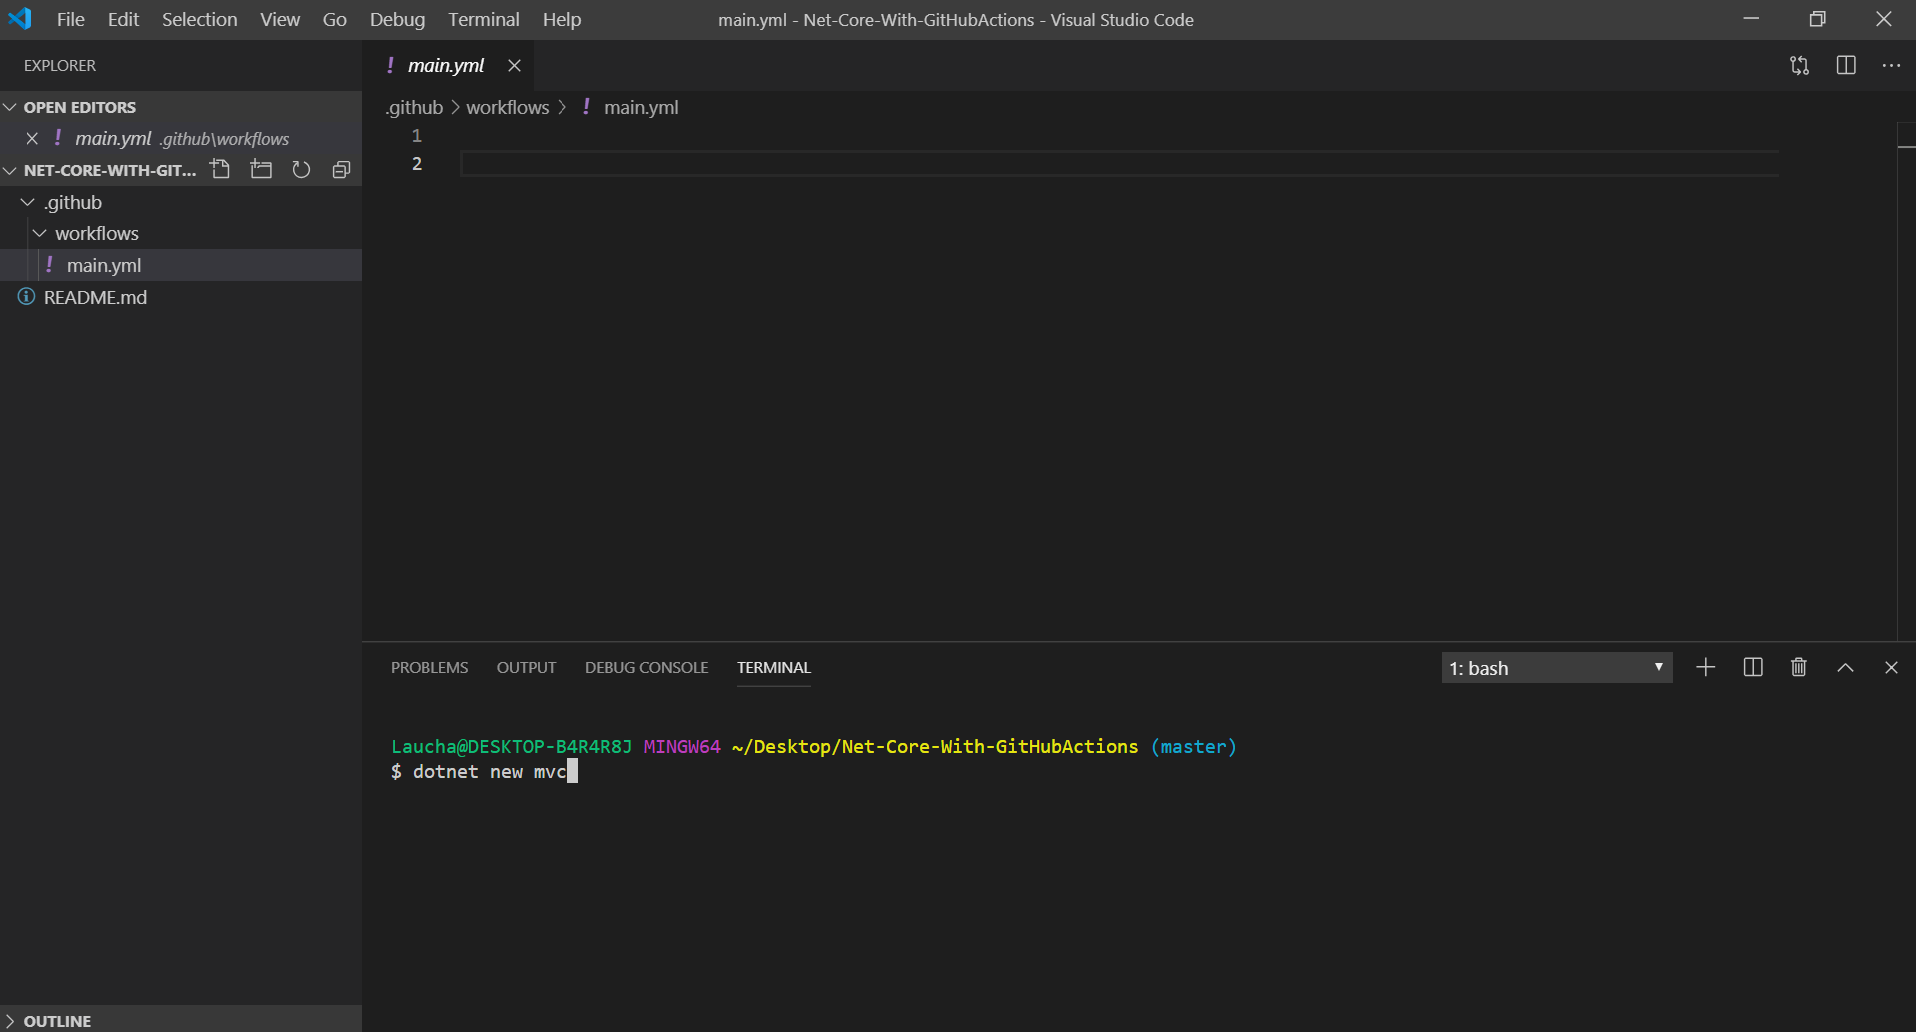 File Edit Selection View Go Debug Terminal Help
main.yml - Net-Core-With-GitHubActions - Visual Studio Code
EXPLORER
OPEN EDITORS
main.yml .github\workflows
NET-CORE-WITH-GIT...
.github
workflows
main.yml
README.md
OUTLINE
main.yml
.github > workflows > ! main.yml
1
2
PROBLEMS OUTPUT DEBUG CONSOLE TERMINAL
1: bash
Laucha@DESKTOP-B4R4R8J MINGW64 ~/Desktop/Net-Core-With-GitHubActions (master)
$ dotnet new mvc